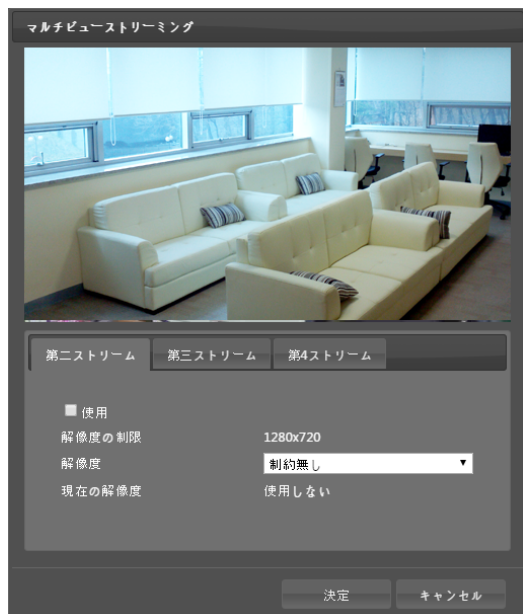 マルチビューストリーミング
第二ストリーム 第三ストリーム 第4ストリーム
使用
解像度の制限 1280x720
解像度 制約無し
現在の解像度 使用しない
決定 キャンセル